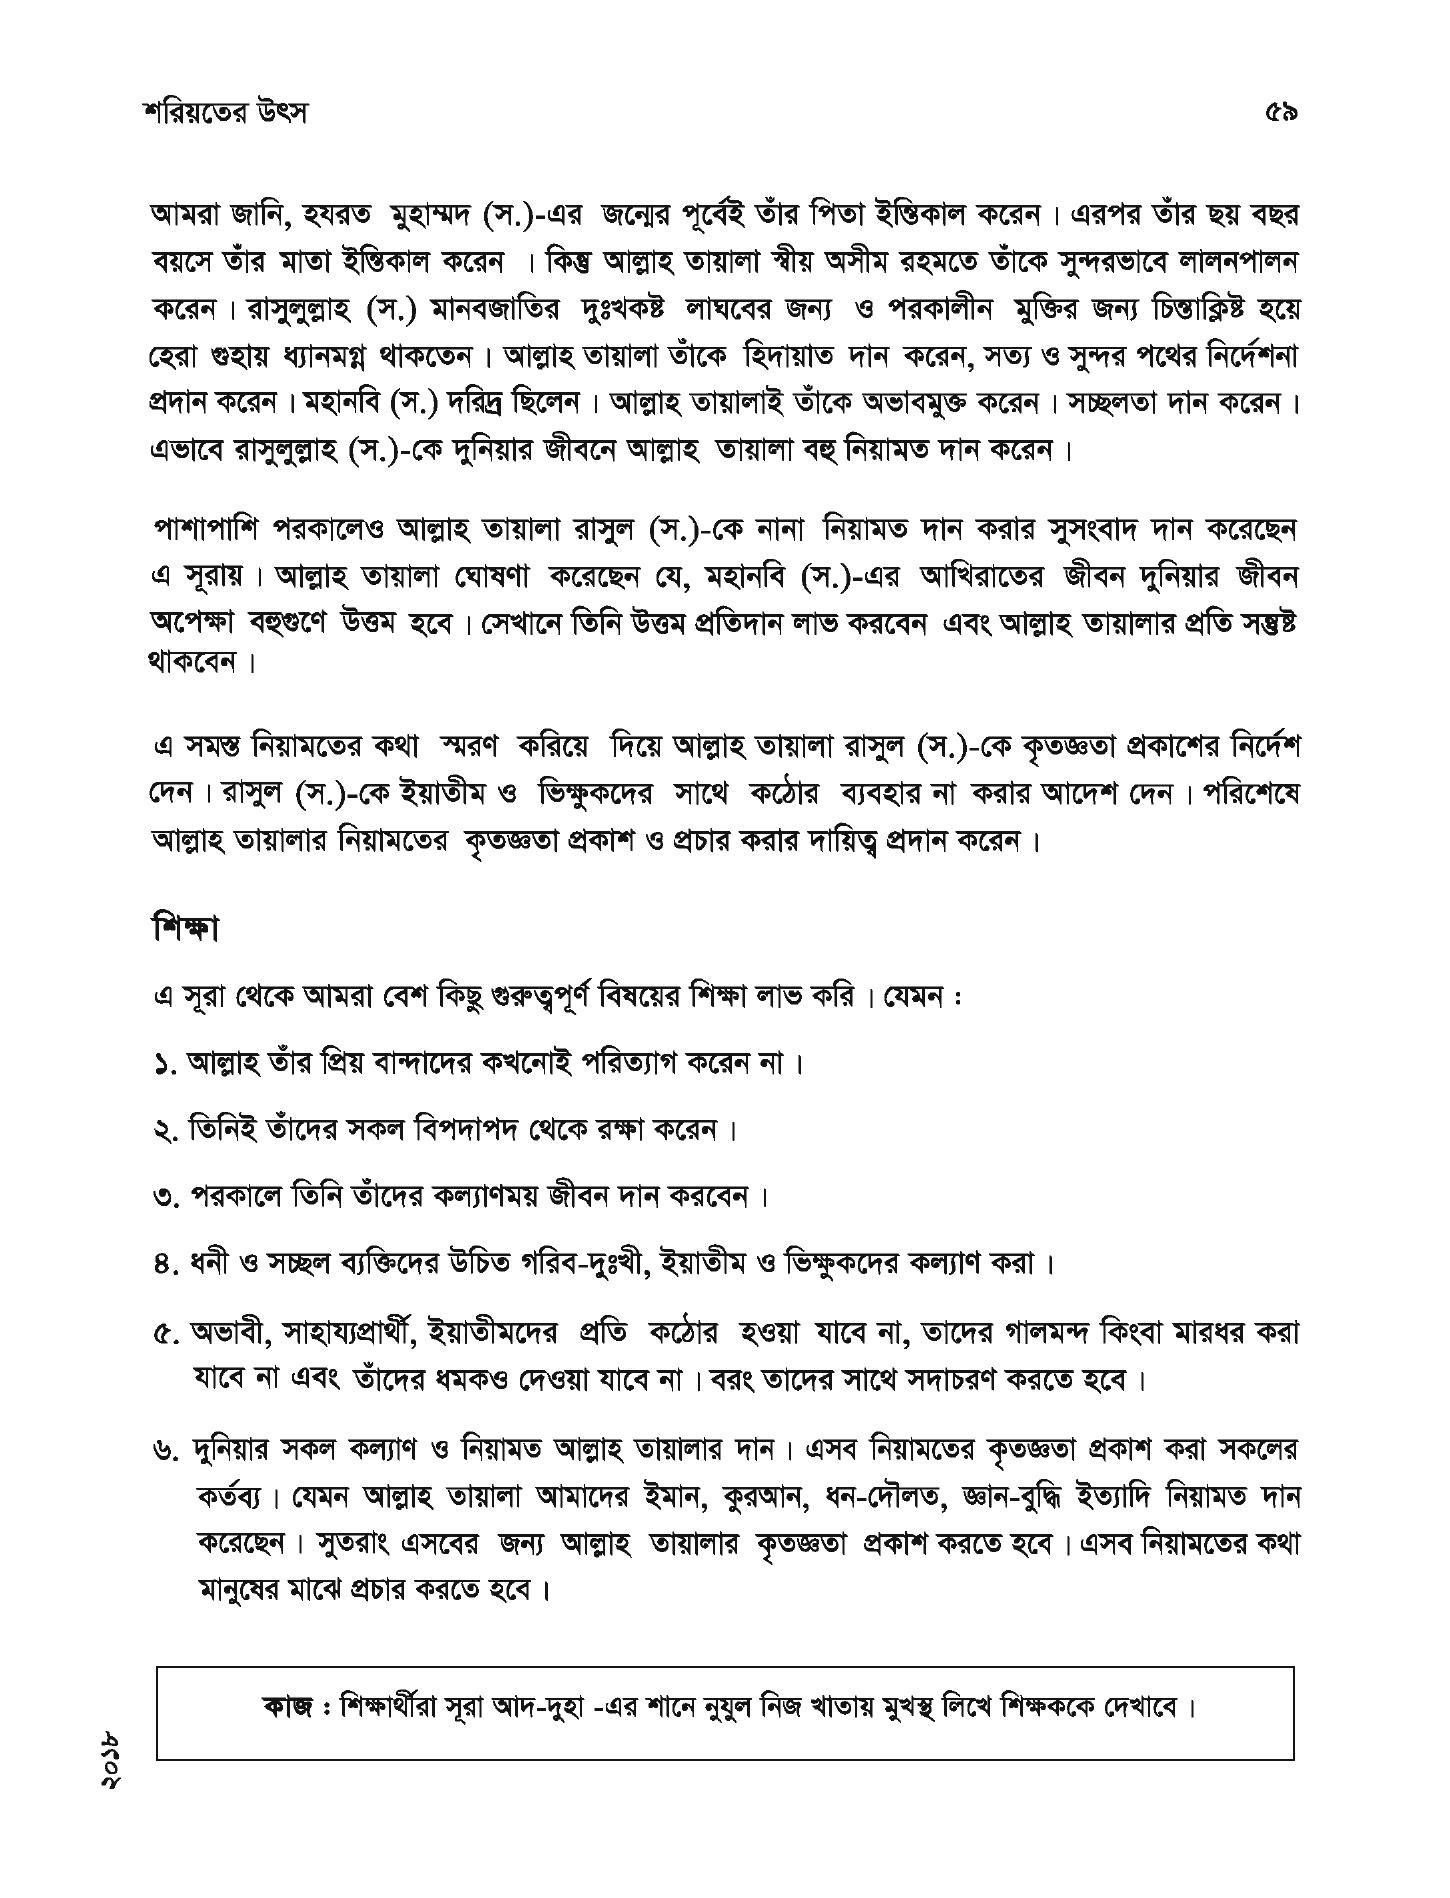 শরিয়তের উৎস ৫৯
আমরা জানি, হযরত মুহাম্মদ (স.)-এর জন্মের পূর্বেই তাঁর পিতা ইন্তিকাল করেন। এরপর তাঁর ছয় বছর
বয়সে তাঁর মাতা ইন্তিকাল করেন । কিন্তু আল্লাহ তায়ালা স্বীয় অসীম রহমতে তাঁকে সুন্দরভাবে লালনপালন
করেন। রাসুলুল্লাহ (স.) মানবজাতির দুঃখকষ্ট লাঘবের জন্য ও পরকালীন মুক্তির জন্য চিন্তাক্লিষ্ট হয়ে
হেরা গুহায় ধ্যানমগ্ন থাকতেন। আল্লাহ তায়ালা তাঁকে হিদায়াত দান করেন, সত্য ও সুন্দর পথের নির্দেশনা
প্রদান করেন। মহানবি (স.) দরিদ্র ছিলেন। আল্লাহ তায়ালাই তাঁকে অভাবমুক্ত করেন। সচ্ছলতা দান করেন।
এভাবে রাসুলুল্লাহ (স.)-কে দুনিয়ার জীবনে আল্লাহ তায়ালা বহু নিয়ামত দান করেন।
পাশাপাশি পরকালেও আল্লাহ তায়ালা রাসুল (স.)-কে নানা নিয়ামত দান করার সুসংবাদ দান করেছেন
এ সূরায়। আল্লাহ তায়ালা ঘোষণা করেছেন যে, মহানবি (স.)-এর আখিরাতের জীবন দুনিয়ার জীবন
অপেক্ষা বহুগুণে উত্তম হবে। সেখানে তিনি উত্তম প্রতিদান লাভ করবেন এবং আল্লাহ তায়ালার প্রতি সন্তুষ্ট
থাকবেন।
এ সমস্ত নিয়ামতের কথা স্মরণ করিয়ে দিয়ে আল্লাহ তায়ালা রাসুল (স.)-কে কৃতজ্ঞতা প্রকাশের নির্দেশ
দেন। রাসুল (স.)-কে ইয়াতীম ও ভিক্ষুকদের সাথে কঠোর ব্যবহার না করার আদেশ দেন। পরিশেষে
আল্লাহ তায়ালার নিয়ামতের কৃতজ্ঞতা প্রকাশ ও প্রচার করার দায়িত্ব প্রদান করেন।
শিক্ষা
এ সূরা থেকে আমরা বেশ কিছু গুরুত্বপূর্ণ বিষয়ের শিক্ষা লাভ করি। যেমন :
১. আল্লাহ তাঁর প্রিয় বান্দাদের কখনোই পরিত্যাগ করেন না।
২. তিনিই তাঁদের সকল বিপদাপদ থেকে রক্ষা করেন।
৩. পরকালে তিনি তাঁদের কল্যাণময় জীবন দান করবেন।
৪. ধনী ও সচ্ছল ব্যক্তিদের উচিত গরিব-দুঃখী, ইয়াতীম ও ভিক্ষুকদের কল্যাণ করা।
৫. অভাবী, সাহায্যপ্রার্থী, ইয়াতীমদের প্রতি কঠোর হওয়া যাবে না, তাদের গালমন্দ কিংবা মারধর করা
যাবে না এবং তাঁদের ধমকও দেওয়া যাবে না। বরং তাদের সাথে সদাচরণ করতে হবে।
৬. দুনিয়ার সকল কল্যাণ ও নিয়ামত আল্লাহ তায়ালার দান। এসব নিয়ামতের কৃতজ্ঞতা প্রকাশ করা সকলের
কর্তব্য। যেমন আল্লাহ তায়ালা আমাদের ইমান, কুরআন, ধন-দৌলত, জ্ঞান-বুদ্ধি ইত্যাদি নিয়ামত দান
করেছেন। সুতরাং এসবের জন্য আল্লাহ তায়ালার কৃতজ্ঞতা প্রকাশ করতে হবে। এসব নিয়ামতের কথা
মানুষের মাঝে প্রচার করতে হবে।
কাজ : শিক্ষার্থীরা সূরা আদ-দুহা -এর শানে নুযুল নিজ খাতায় মুখস্থ লিখে শিক্ষককে দেখাবে।
২০১৮